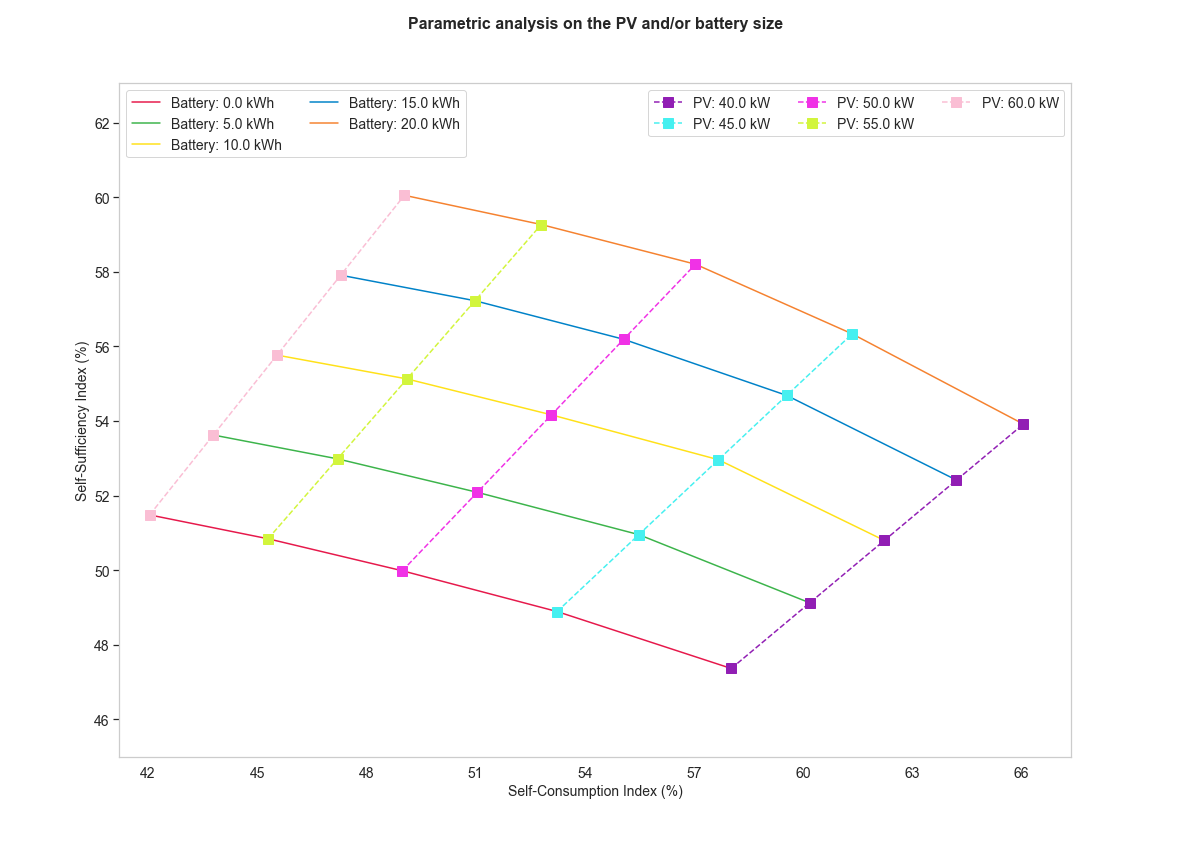 Parametric analysis on the PV and/or battery size
Battery: 0.0 kWh
Battery: 5.0 kWh
Battery: 10.0 kWh
Battery: 15.0 kWh
Battery: 20.0 kWh
PV: 40.0 kW
PV: 45.0 kW
PV: 50.0 kW
PV: 55.0 kW
PV: 60.0 kW
Self-Sufficiency Index (%)
62
60
58
56
54
52
50
48
46
42 45 48 51 54 57 60 63 66
Self-Consumption Index (%)